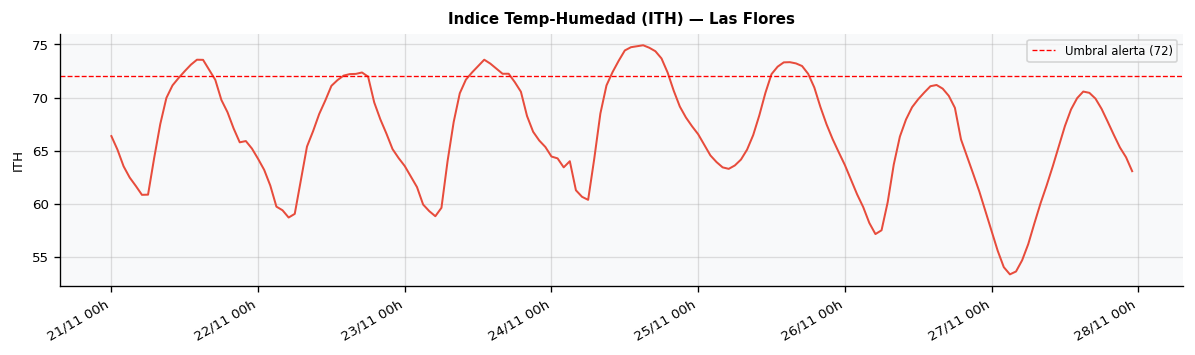 Indice Temp-Humedad (ITH) — Las Flores
Umbral alerta (72)
ITH
75
70
65
60
55
21/11 00h
22/11 00h
23/11 00h
24/11 00h
25/11 00h
26/11 00h
27/11 00h
28/11 00h